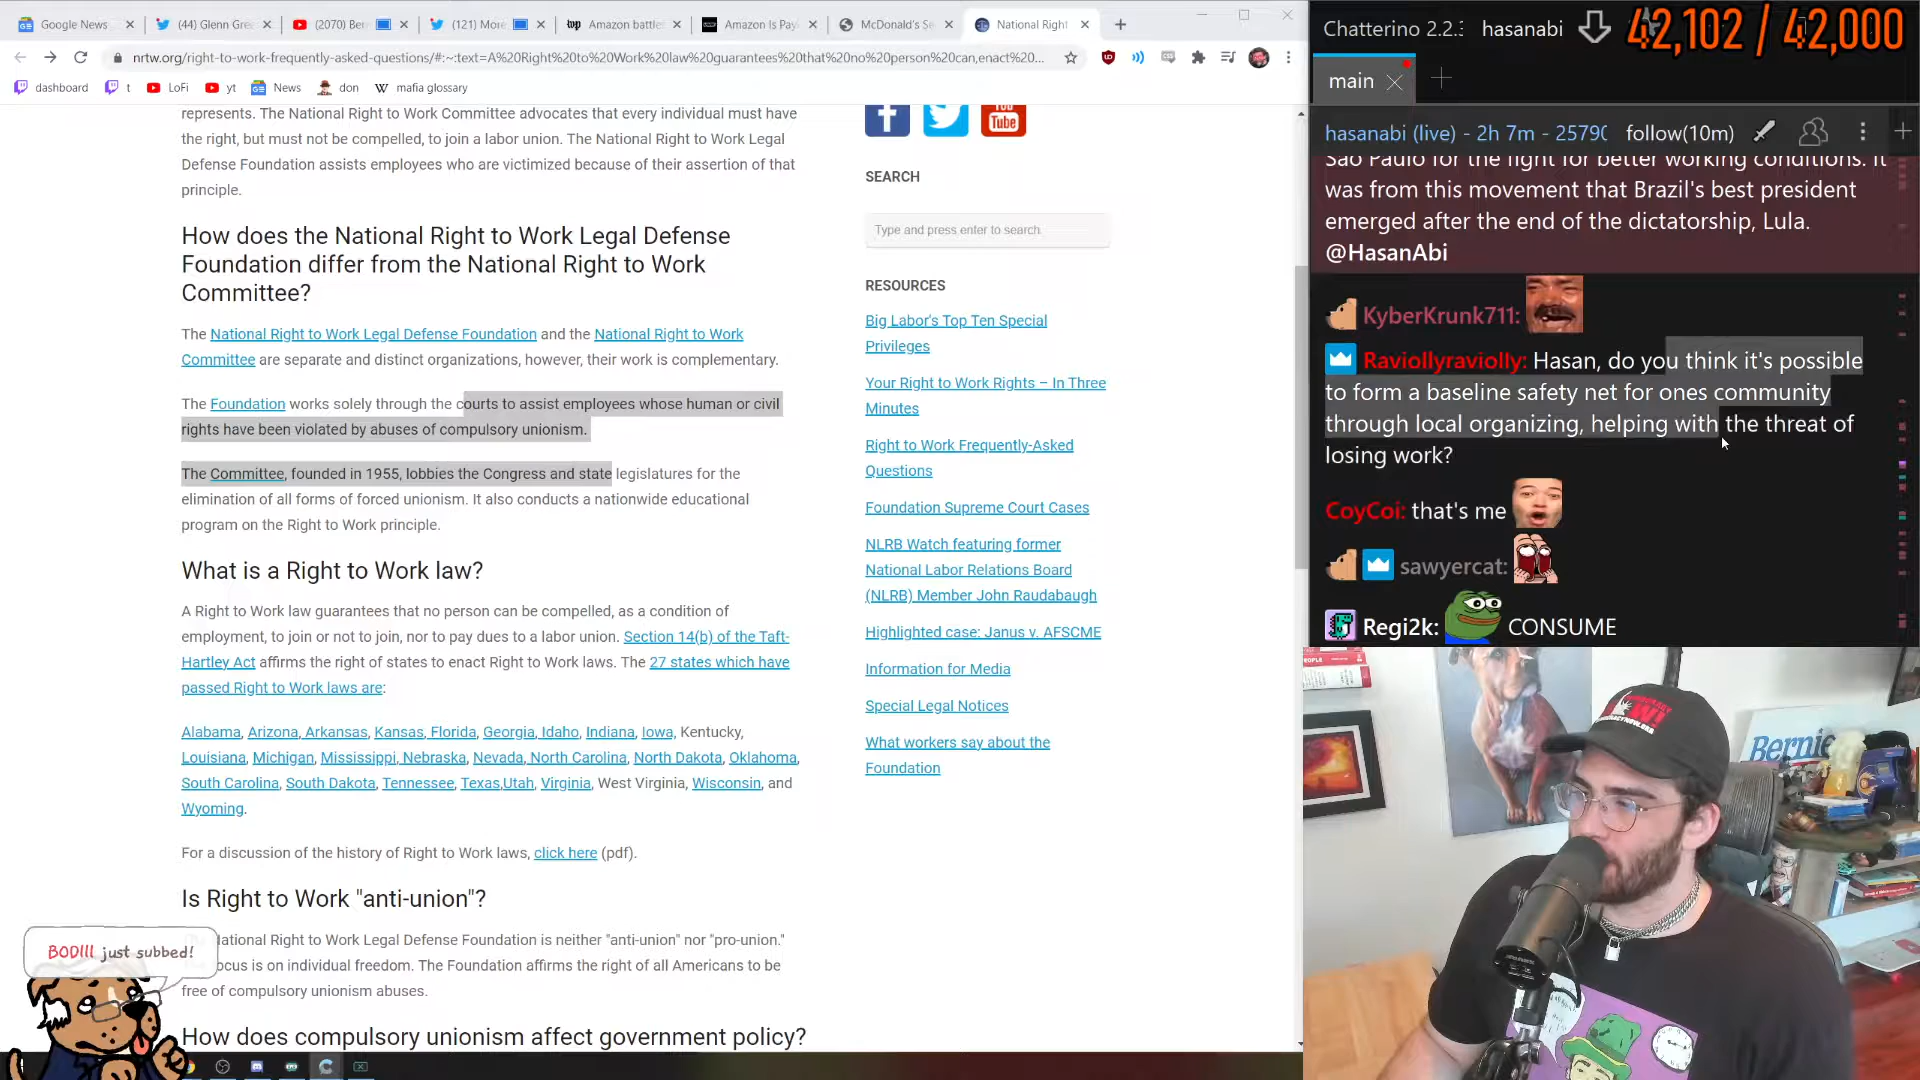 Google News
(44) Glenn Gre
(2070) Ber
(121) More
Amazon battle
Amazon Is Pay
McDonald's Se
National Right
nrtw.org/right-to-work-frequently-asked-questions/#:~:text=A%20Right%20to%20Work%20law%20guarantees%20that%20no%20person%20can,enact%20...
dashboard
t
LoFi
yt
News
don
mafia glossary
represents. The National Right to Work Committee advocates that every individual must have
the right, but must not be compelled, to join a labor union. The National Right to Work Legal
Defense Foundation assists employees who are victimized because of their assertion of that
principle.
How does the National Right to Work Legal Defense
Foundation differ from the National Right to Work
Committee?
The National Right to Work Legal Defense Foundation and the National Right to Work
Committee are separate and distinct organizations, however, their work is complementary.
The Foundation works solely through the courts to assist employees whose human or civil
rights have been violated by abuses of compulsory unionism.
The Committee, founded in 1955, lobbies the Congress and state legislatures for the
elimination of all forms of forced unionism. It also conducts a nationwide educational
program on the Right to Work principle.
What is a Right to Work law?
A Right to Work law guarantees that no person can be compelled, as a condition of
employment, to join or not to join, nor to pay dues to a labor union. Section 14(b) of the Taft-
Hartley Act affirms the right of states to enact Right to Work laws. The 27 states which have
passed Right to Work laws are:
Alabama, Arizona, Arkansas, Kansas, Florida, Georgia, Idaho, Indiana, Iowa, Kentucky,
Louisiana, Michigan, Mississippi, Nebraska, Nevada, North Carolina, North Dakota, Oklahoma,
South Carolina, South Dakota, Tennessee, Texas,Utah, Virginia, West Virginia, Wisconsin, and
Wyoming.
For a discussion of the history of Right to Work laws, click here (pdf).
Is Right to Work "anti-union"?
National Right to Work Legal Defense Foundation is neither "anti-union" nor "pro-union."
ocus is on individual freedom. The Foundation affirms the right of all Americans to be
free of compulsory unionism abuses.
How does compulsory unionism affect government policy?
BODIII just subbed!
You
Tube
SEARCH
Type and press enter to search
RESOURCES
Big Labor's Top Ten Special
Privileges
Your Right to Work Rights – In Three
Minutes
Right to Work Frequently-Asked
Questions
Foundation Supreme Court Cases
NLRB Watch featuring former
National Labor Relations Board
(NLRB) Member John Raudabaugh
Highlighted case: Janus v. AFSCME
Information for Media
Special Legal Notices
What workers say about the
Foundation
Chatterino 2.2.
hasanabi
42,102 / 42,000
main
hasanabi (live) - 2h 7m - 2579
follow(10m)
Sao Paulo for the fight for better working conditions. It
was from this movement that Brazil's best president
emerged after the end of the dictatorship, Lula.
@HasanAbi
KyberKrunk711:
Raviollyraviolly: Hasan, do you think it's possible
to form a baseline safety net for ones community
through local organizing, helping with the threat of
losing work?
CoyCoi: that's me
sawyercat:
Regi2k: CONSUME
Bernie